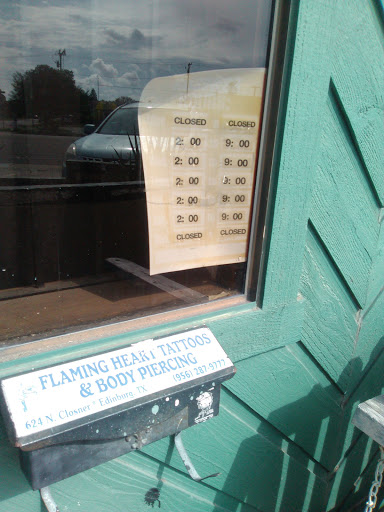 CLOSED CLOSED
2: 00 9: 00
2: 00 9: 00
2: 00 9: 00
2: 00 9: 00
2: 00 9: 00
CLOSED CLOSED
FLAMING HEART TATTOOS
& BODY PIERCING
624 N. Closner * Edinburg, TX (956) 287-9777